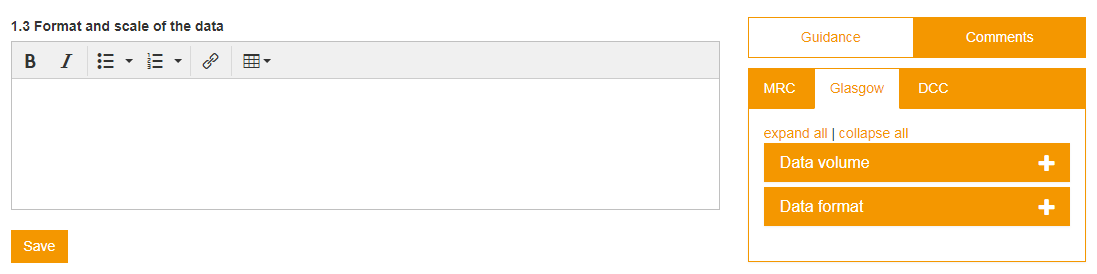 1.3 Format and scale of the data
B I
Save
Guidance Comments
MRC Glasgow DCC
expand all | collapse all
Data volume
Data format